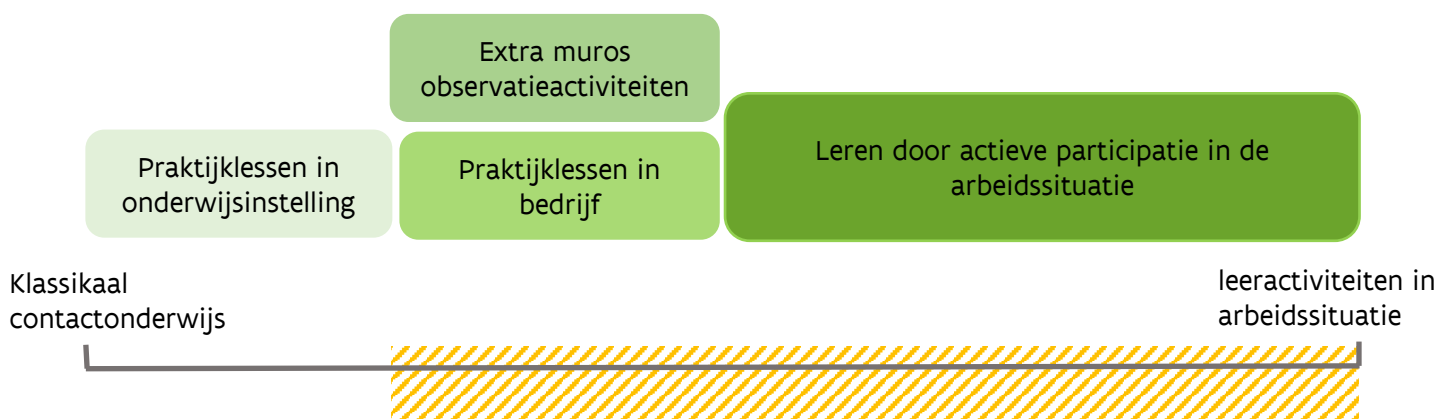 Extra muros
observatieactiviteiten
Praktijklessen in
onderwijsinstelling
Praktijklessen in
bedrijf
Leren door actieve participatie in de
arbeidssituatie
Klassikaal
contactonderwijs
leeractiviteiten in
arbeidssituatie